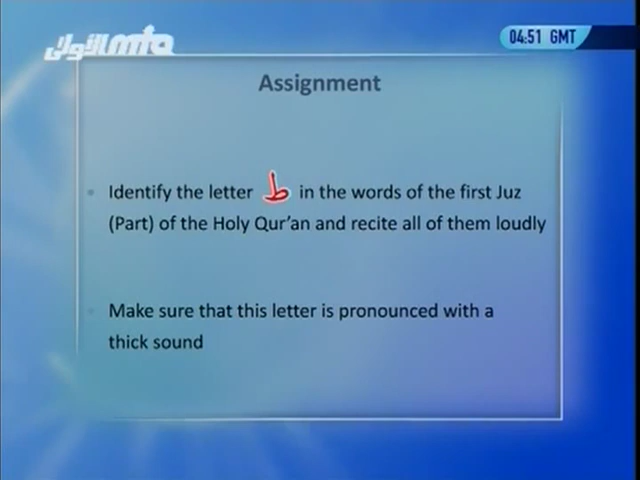 mta الأولى
04:51 GMT
Assignment
• Identify the letter ط in the words of the first Juz
(Part) of the Holy Qur'an and recite all of them loudly
• Make sure that this letter is pronounced with a
thick sound